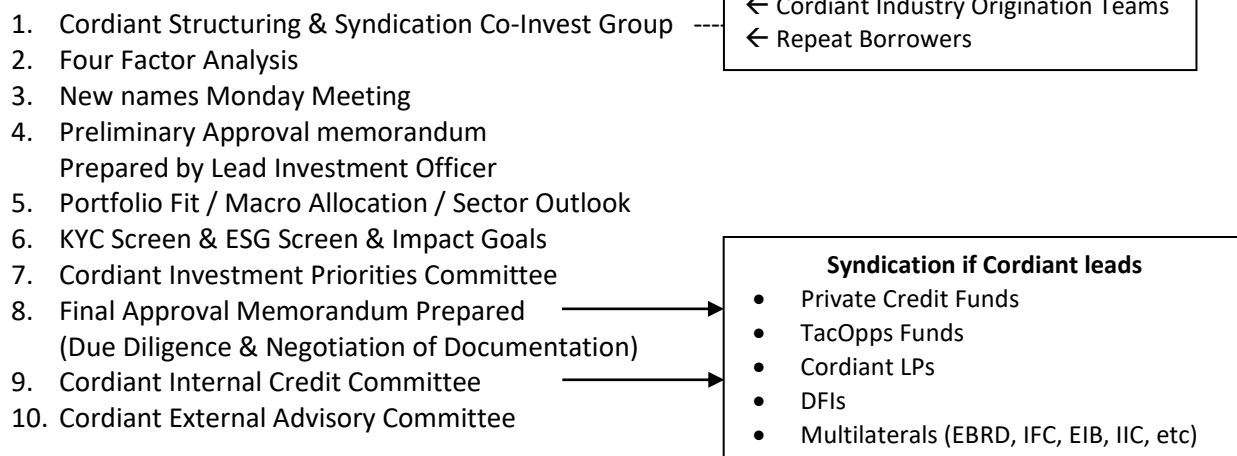 ← Cordiant Industry Origination Teams
← Repeat Borrowers
1. Cordiant Structuring & Syndication Co-Invest Group ----
2. Four Factor Analysis
3. New names Monday Meeting
4. Preliminary Approval memorandum
Prepared by Lead Investment Officer
5. Portfolio Fit / Macro Allocation / Sector Outlook
6. KYC Screen & ESG Screen & Impact Goals
7. Cordiant Investment Priorities Committee
8. Final Approval Memorandum Prepared
(Due Diligence & Negotiation of Documentation)
9. Cordiant Internal Credit Committee
10. Cordiant External Advisory Committee
Syndication if Cordiant leads
• Private Credit Funds
• TacOpps Funds
• Cordiant LPs
• DFIs
• Multilaterals (EBRD, IFC, EIB, IIC, etc)